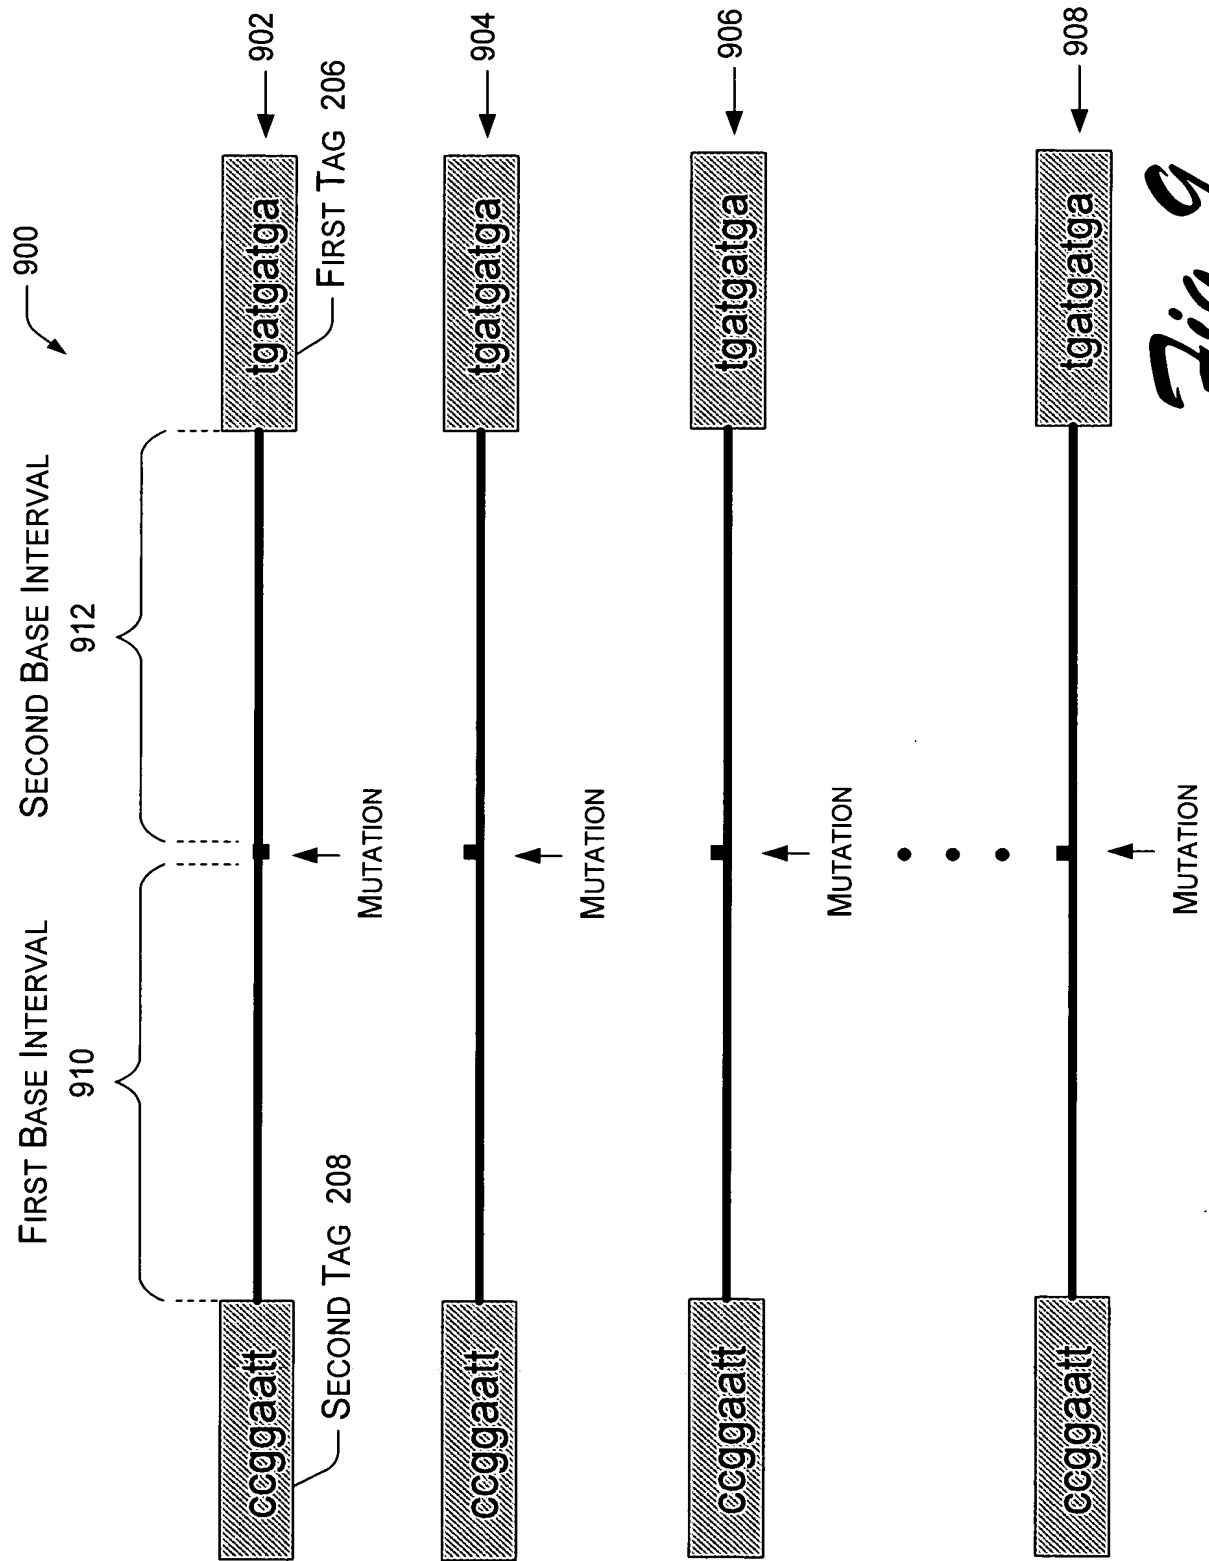 900
FIRST BASE INTERVAL
910
SECOND BASE INTERVAL
912
ccggaatt
tgatgatga
902
SECOND TAG 208
FIRST TAG 206
MUTATION
ccggaatt
tgatgatga
904
MUTATION
ccggaatt
tgatgatga
906
MUTATION
ccggaatt
tgatgatga
908
MUTATION
Fig. 9